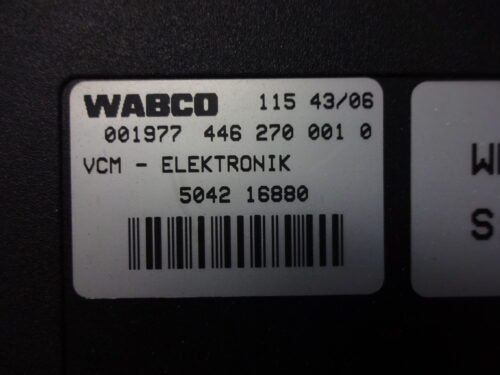 WABCO 115 43/06
001977 446 270 001 0
VCM - ELEKTRONIK
5042 16880
S